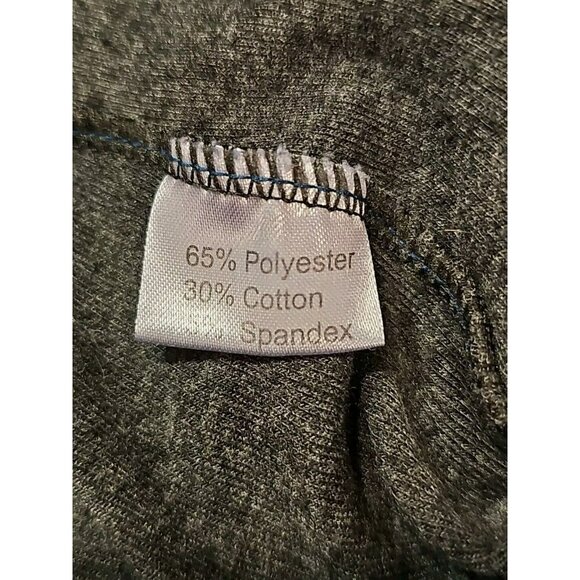 65% Polyester
30% Cotton
Spandex